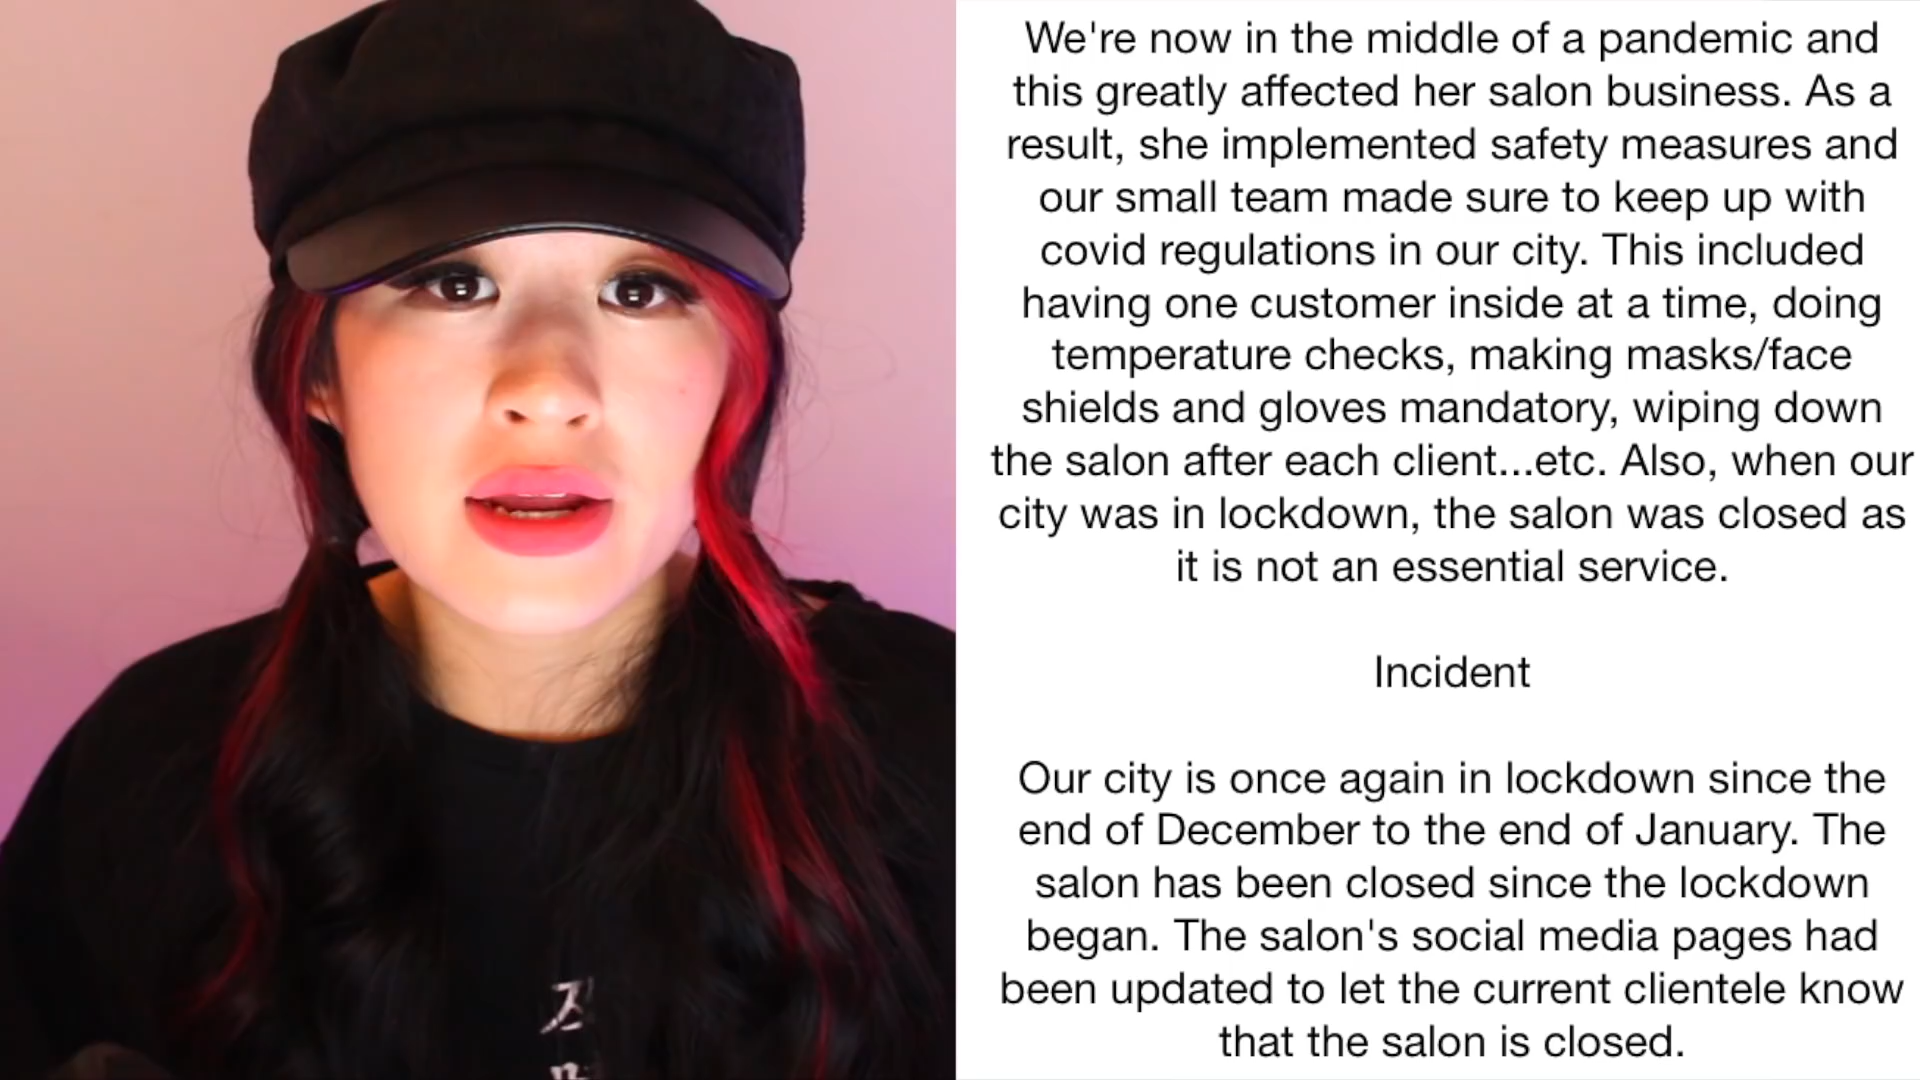 We're now in the middle of a pandemic and
this greatly affected her salon business. As a
result, she implemented safety measures and
our small team made sure to keep up with
covid regulations in our city. This included
having one customer inside at a time, doing
temperature checks, making masks/face
shields and gloves mandatory, wiping down
the salon after each client...etc. Also, when our
city was in lockdown, the salon was closed as
it is not an essential service.
Incident
Our city is once again in lockdown since the
end of December to the end of January. The
salon has been closed since the lockdown
began. The salon's social media pages had
been updated to let the current clientele know
that the salon is closed.